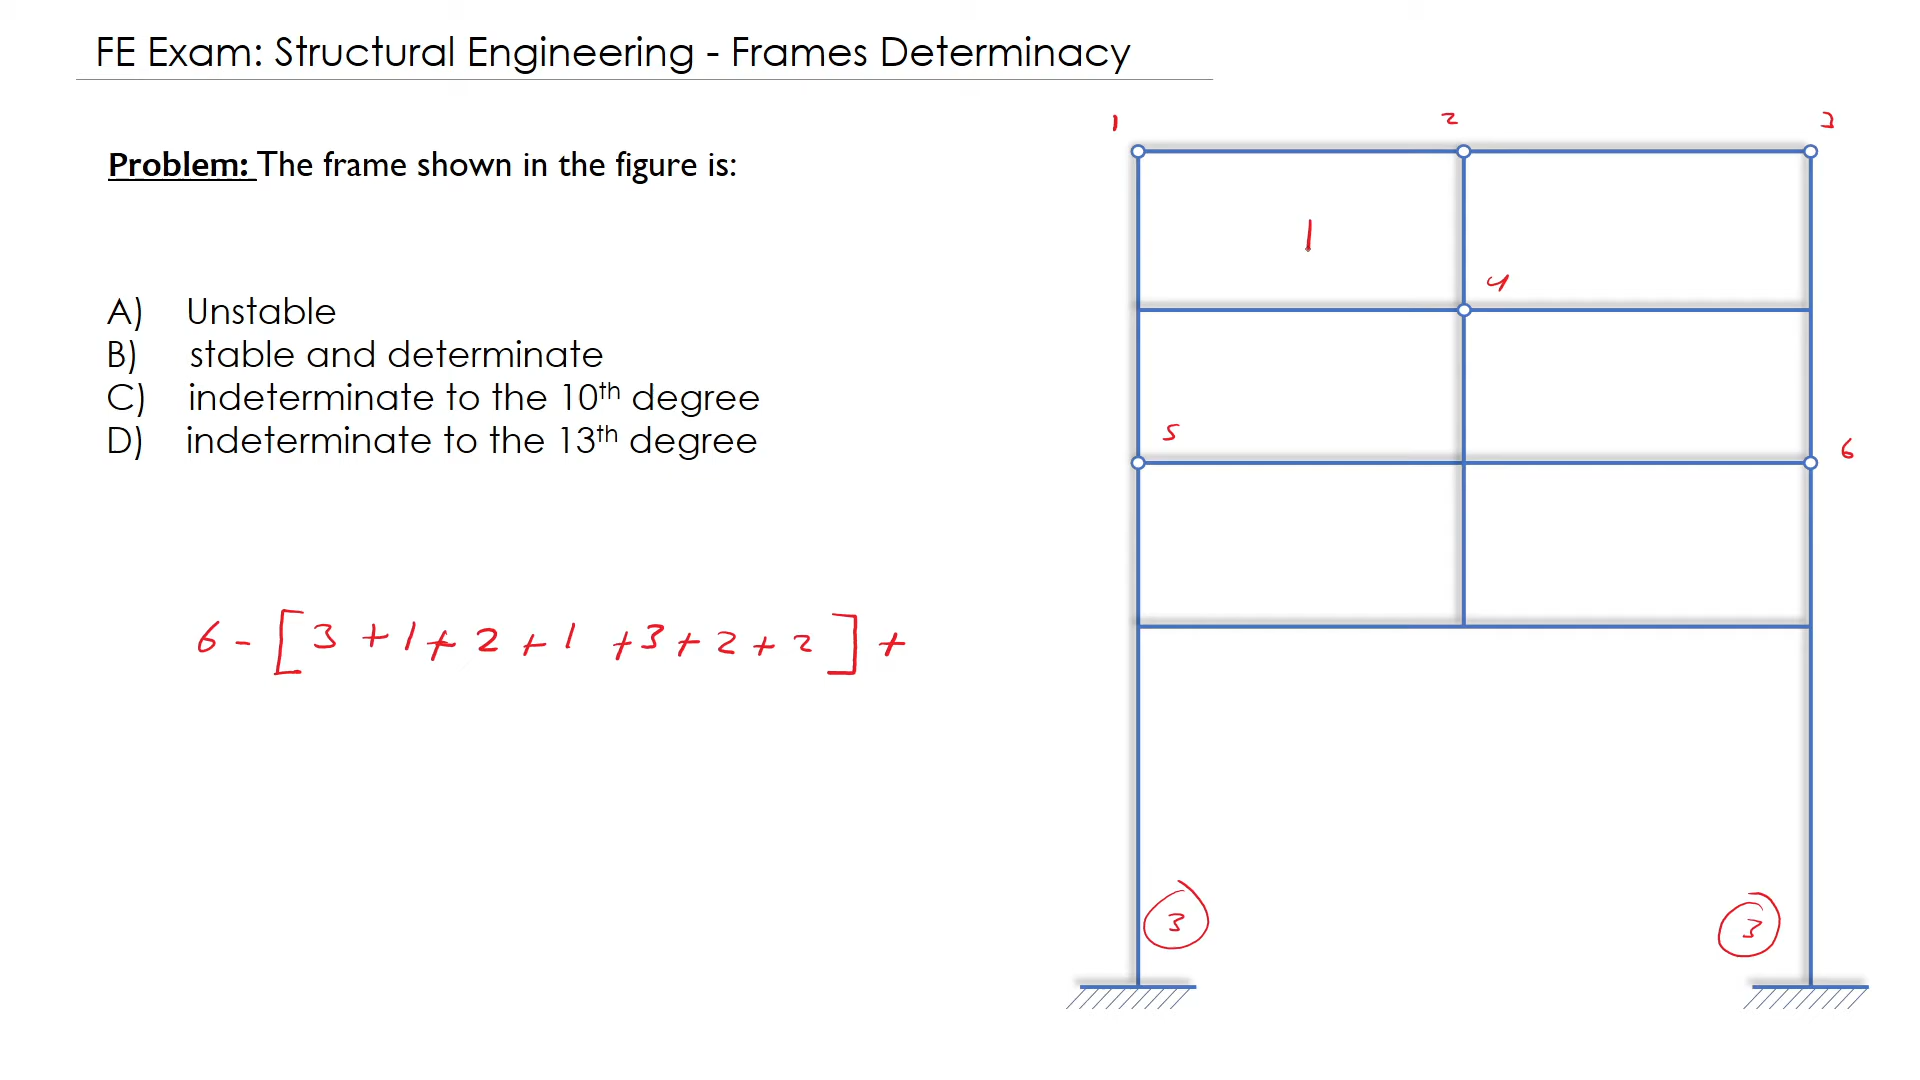 FE Exam: Structural Engineering - Frames Determinacy
Problem: The frame shown in the figure is:
A) Unstable
B) stable and determinate
C) indeterminate to the 10th degree
D) indeterminate to the 13th degree
6 - [3 + 1 + 2 + 1 + 3 + 2 + 2] +
1
2
3
1
4
5
6
3
3